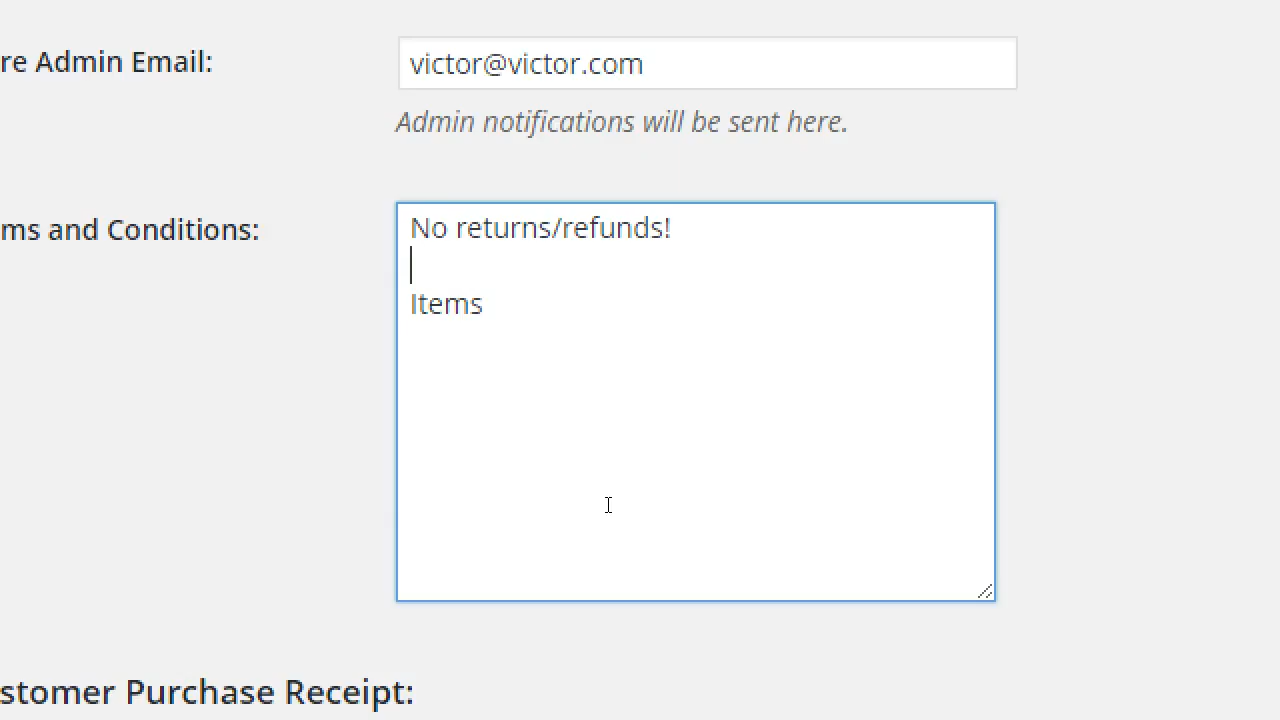 re Admin Email:
victor@victor.com
Admin notifications will be sent here.
ms and Conditions:
No returns/refunds!
Items
stomer Purchase Receipt: